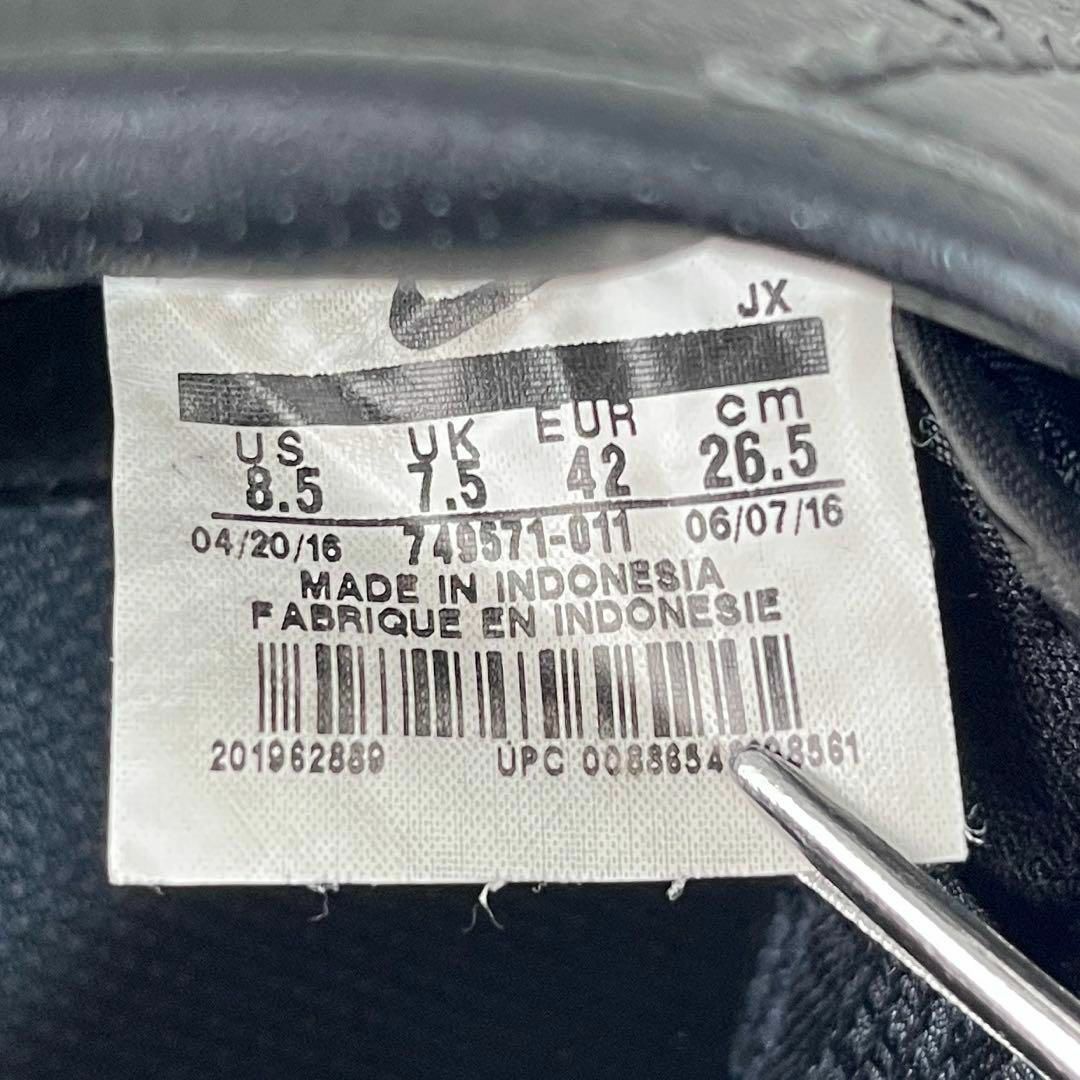 JX
US UK EUR cm
8.5 7.5 42 26.5
04/20/16 749571-011 06/07/16
MADE IN INDONESIA
FABRIQUE EN INDONESIE
201962889 UPC